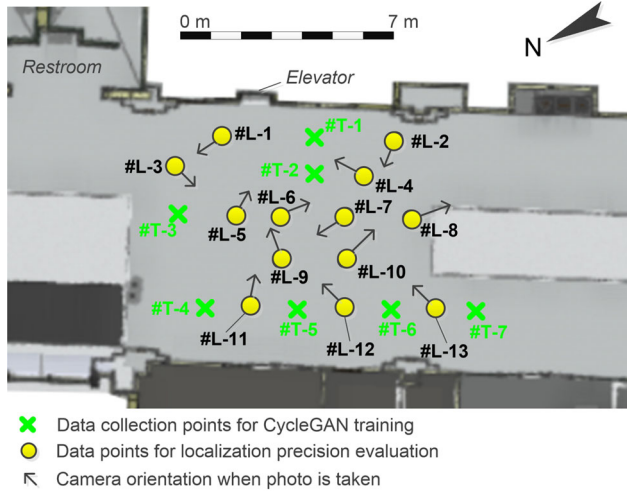 0 m 7 m
N
Restroom
Elevator
#T-1
#L-1
#L-2
#L-3
#T-2
#L-4
#L-6
#L-7
#T-3
#L-5
#L-8
#L-9
#L-10
#T-4
#T-5
#T-6
#T-7
#L-11
#L-12
#L-13
Data collection points for CycleGAN training
Data points for localization precision evaluation
Camera orientation when photo is taken